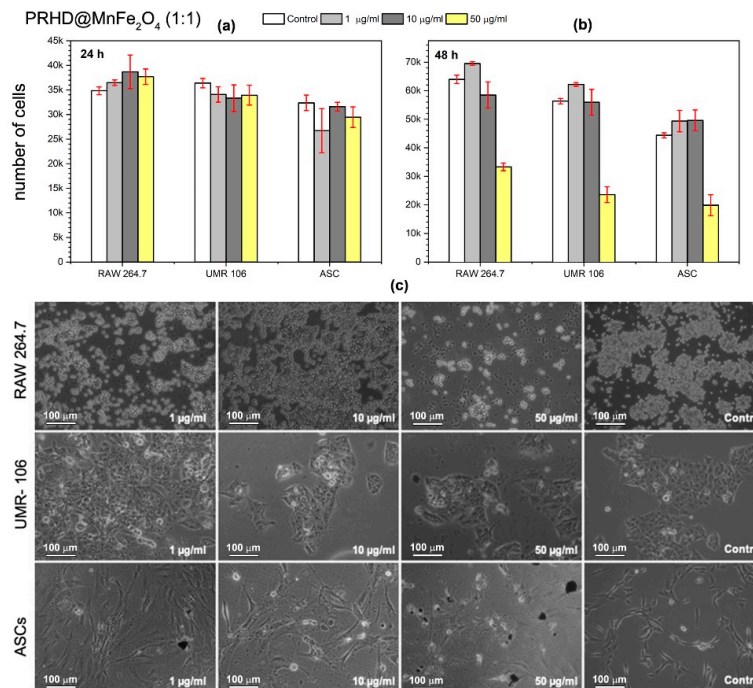 PRHD@MnFe₂O₄ (1:1)
Control 1 µg/ml 10 µg/ml 50 µg/ml
(a)
24 h
number of cells
45k
40k
35k
30k
25k
20k
15k
10k
5k
0
RAW 264.7 UMR 106 ASC
(b)
48 h
70k
60k
50k
40k
30k
20k
10k
0
RAW 264.7 UMR 106 ASC
(c)
RAW 264.7
100 µm 1 µg/ml
100 µm 10 µg/ml
100 µm 50 µg/ml
100 µm Contr
UMR- 106
100 µm 1 µg/ml
100 µm 10 µg/ml
100 µm 50 µg/ml
100 µm Contr
ASCs
100 µm 1 µg/ml
100 µm 10 µg/ml
100 µm 50 µg/ml
100 µm Contr